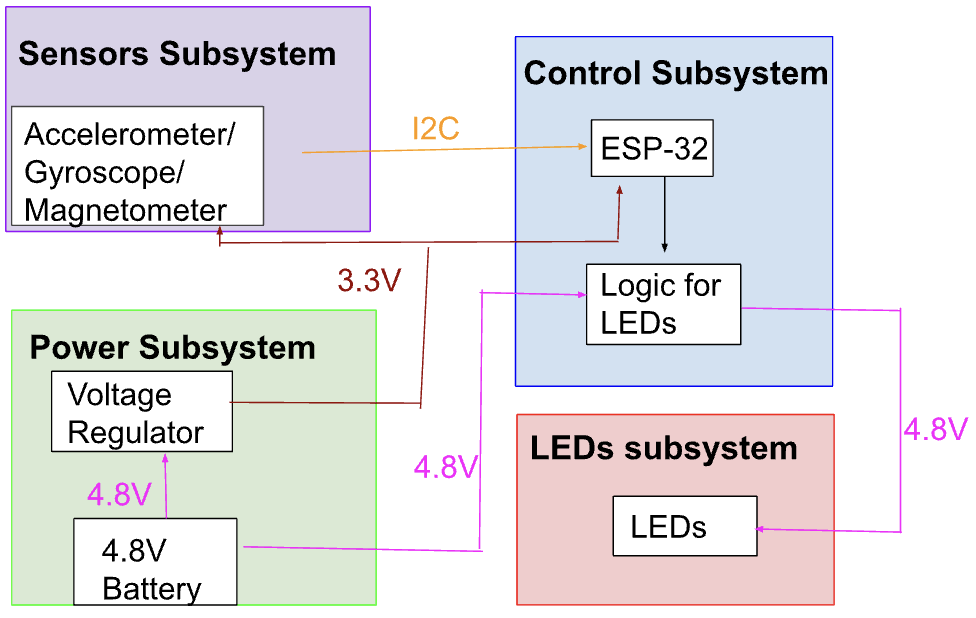 Sensors Subsystem
Accelerometer/
Gyroscope/
Magnetometer
I2C
Control Subsystem
ESP-32
Logic for
LEDs
3.3V
Power Subsystem
Voltage
Regulator
4.8V
4.8V
Battery
4.8V
LEDs subsystem
LEDs
4.8V